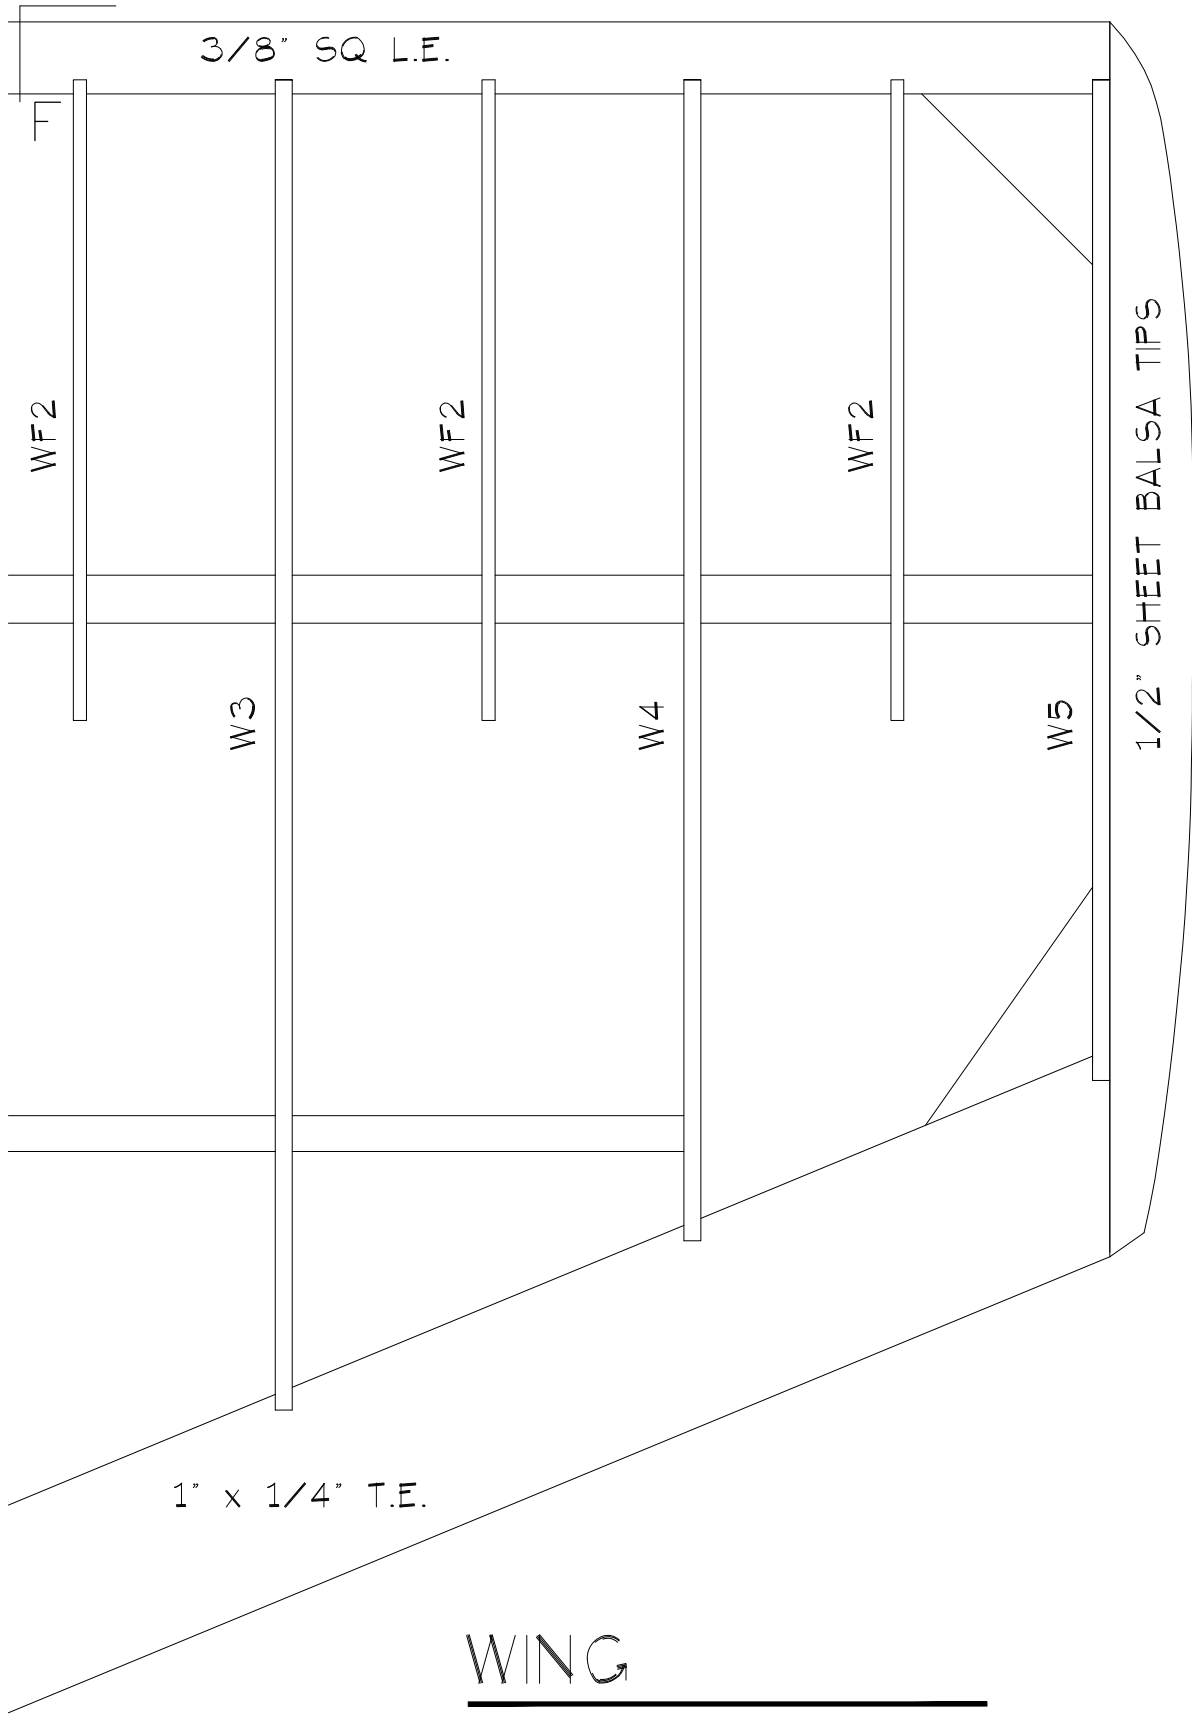 3/8" SQ L.E.
F
WF2
WF2
WF2
W3
W4
W5
1/2" SHEET BALSA TIPS
1" x 1/4" T.E.
WING